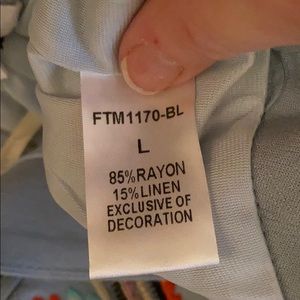 FTM1170-BL
L
85%RAYON
15%LINEN
EXCLUSIVE OF
DECORATION